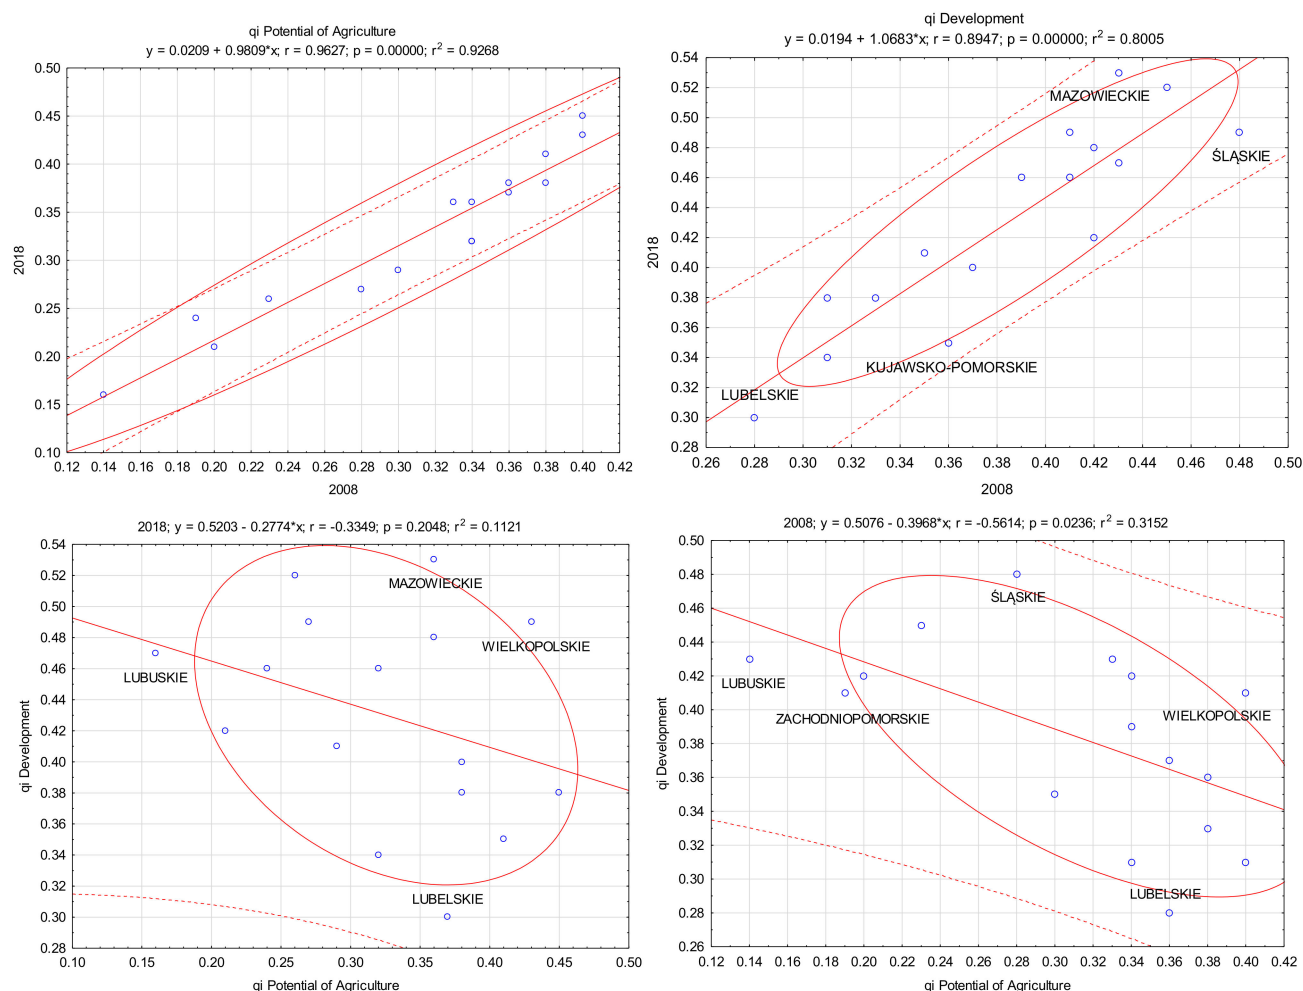 qi Potential of Agriculture
y = 0.0209 + 0.9809*x; r = 0.9627; p = 0.00000; r² = 0.9268
0.50
0.45
0.40
0.35
0.30
0.25
0.20
0.15
0.10
2018
0.12 0.14 0.16 0.18 0.20 0.22 0.24 0.26 0.28 0.30 0.32 0.34 0.36 0.38 0.40 0.42
2008
qi Development
y = 0.0194 + 1.0683*x; r = 0.8947; p = 0.00000; r² = 0.8005
0.54
0.52
0.50
0.48
0.46
0.44
0.42
0.40
0.38
0.36
0.34
0.32
0.30
0.28
2018
MAZOWIECKIE
ŚLĄSKIE
KUJAWSKO-POMORSKIE
LUBELSKIE
0.26 0.28 0.30 0.32 0.34 0.36 0.38 0.40 0.42 0.44 0.46 0.48 0.50
2008
2018; y = 0.5203 - 0.2774*x; r = -0.3349; p = 0.2048; r² = 0.1121
0.54
0.52
0.50
0.48
0.46
0.44
0.42
0.40
0.38
0.36
0.34
0.32
0.30
0.28
qi Development
MAZOWIECKIE
WIELKOPOLSKIE
LUBUSKIE
LUBELSKIE
0.10 0.15 0.20 0.25 0.30 0.35 0.40 0.45 0.50
qi Potential of Agriculture
2008; y = 0.5076 - 0.3968*x; r = -0.5614; p = 0.0236; r² = 0.3152
0.50
0.48
0.46
0.44
0.42
0.40
0.38
0.36
0.34
0.32
0.30
0.28
0.26
qi Development
ŚLĄSKIE
LUBUSKIE
ZACHODNIOPOMORSKIE
WIELKOPOLSKIE
LUBELSKIE
0.12 0.14 0.16 0.18 0.20 0.22 0.24 0.26 0.28 0.30 0.32 0.34 0.36 0.38 0.40 0.42
qi Potential of Agriculture